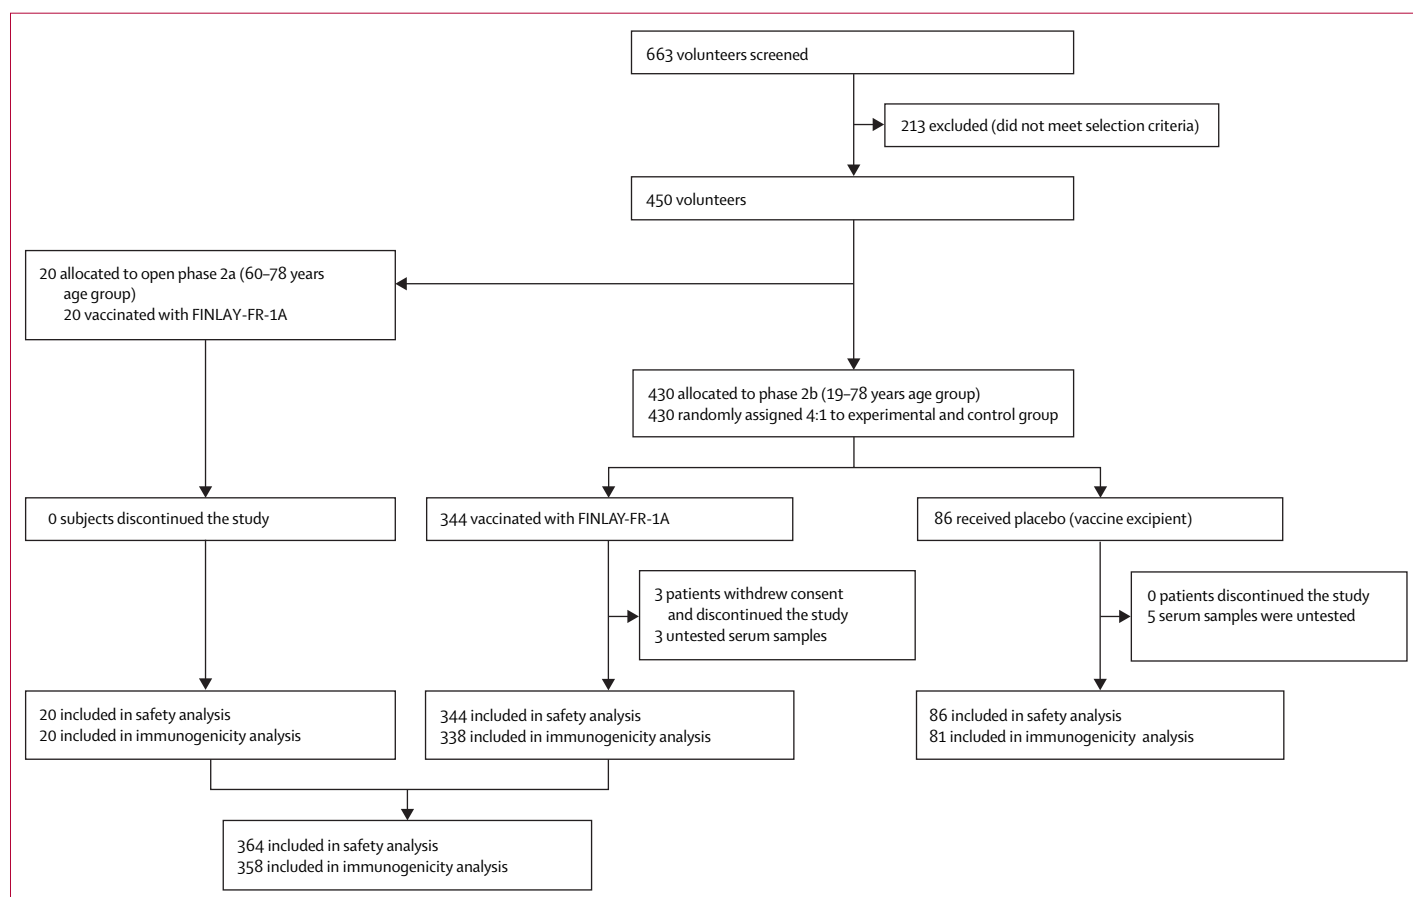 663 volunteers screened
213 excluded (did not meet selection criteria)
450 volunteers
20 allocated to open phase 2a (60–78 years
age group)
20 vaccinated with FINLAY-FR-1A
430 allocated to phase 2b (19–78 years age group)
430 randomly assigned 4:1 to experimental and control group
0 subjects discontinued the study
344 vaccinated with FINLAY-FR-1A
86 received placebo (vaccine excipient)
3 patients withdrew consent
and discontinued the study
3 untested serum samples
0 patients discontinued the study
5 serum samples were untested
20 included in safety analysis
20 included in immunogenicity analysis
344 included in safety analysis
338 included in immunogenicity analysis
86 included in safety analysis
81 included in immunogenicity analysis
364 included in safety analysis
358 included in immunogenicity analysis